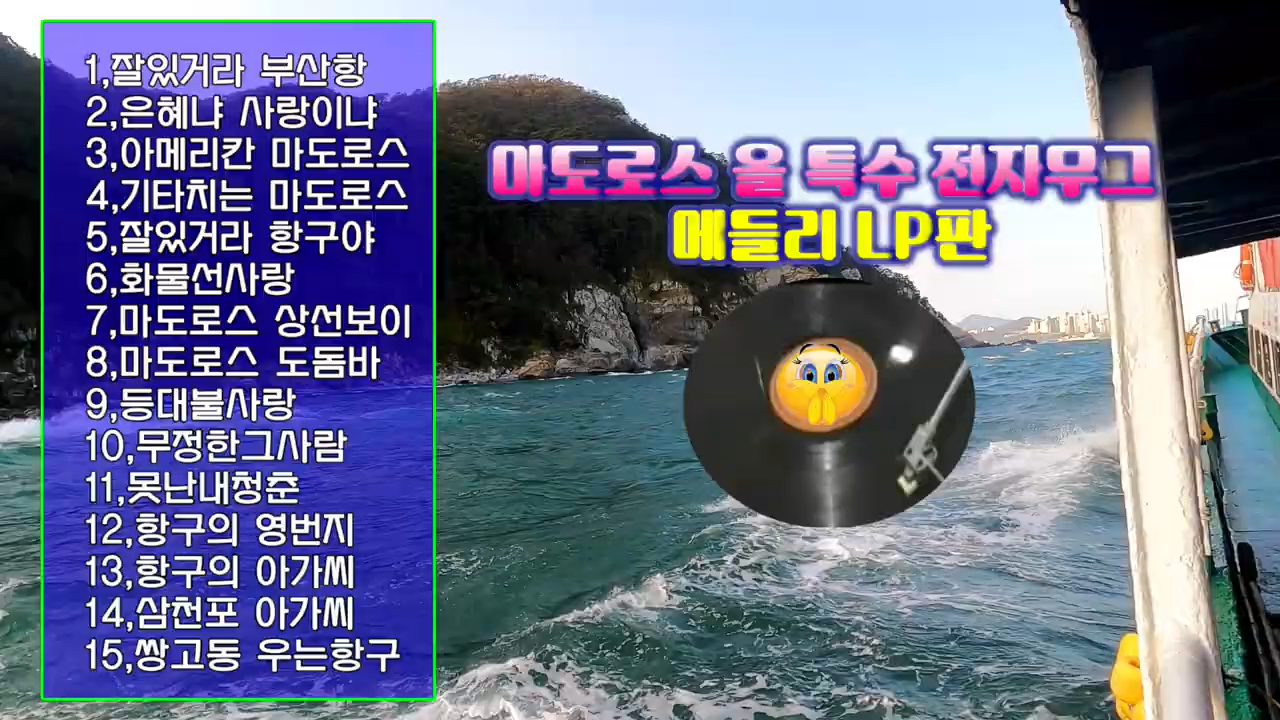 1,잘있거라 부산항
2,은혜냐 사랑이냐
3,아메리칸 마도로스
4,기타치는 마도로스
5,잘있거라 항구야
6,화물선사랑
7,마도로스 상선보이
8,마도로스 도돔바
9,등대불사랑
10,무정한그사람
11,못난내청춘
12,항구의 영번지
13,항구의 아가씨
14,삼천포 아가씨
15,쌍고동 우는항구
마도로스 올 특수 전자무그
메들리 LP판